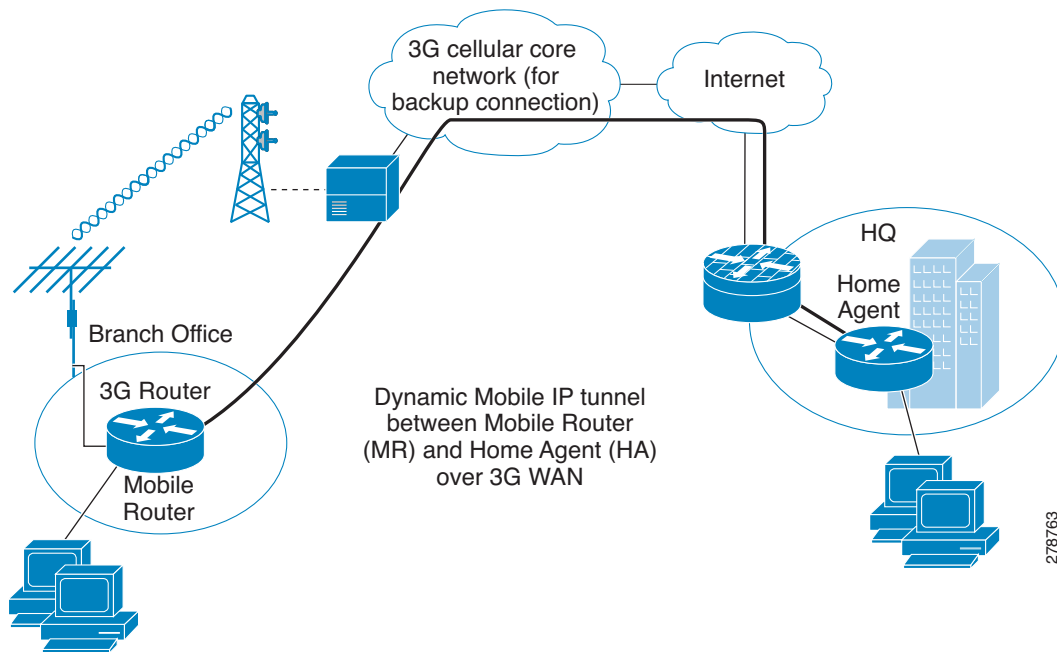 3G cellular core
network (for
backup connection)
Internet
HQ
Home
Agent
Branch Office
3G Router
Mobile
Router
Dynamic Mobile IP tunnel
between Mobile Router
(MR) and Home Agent (HA)
over 3G WAN
278763